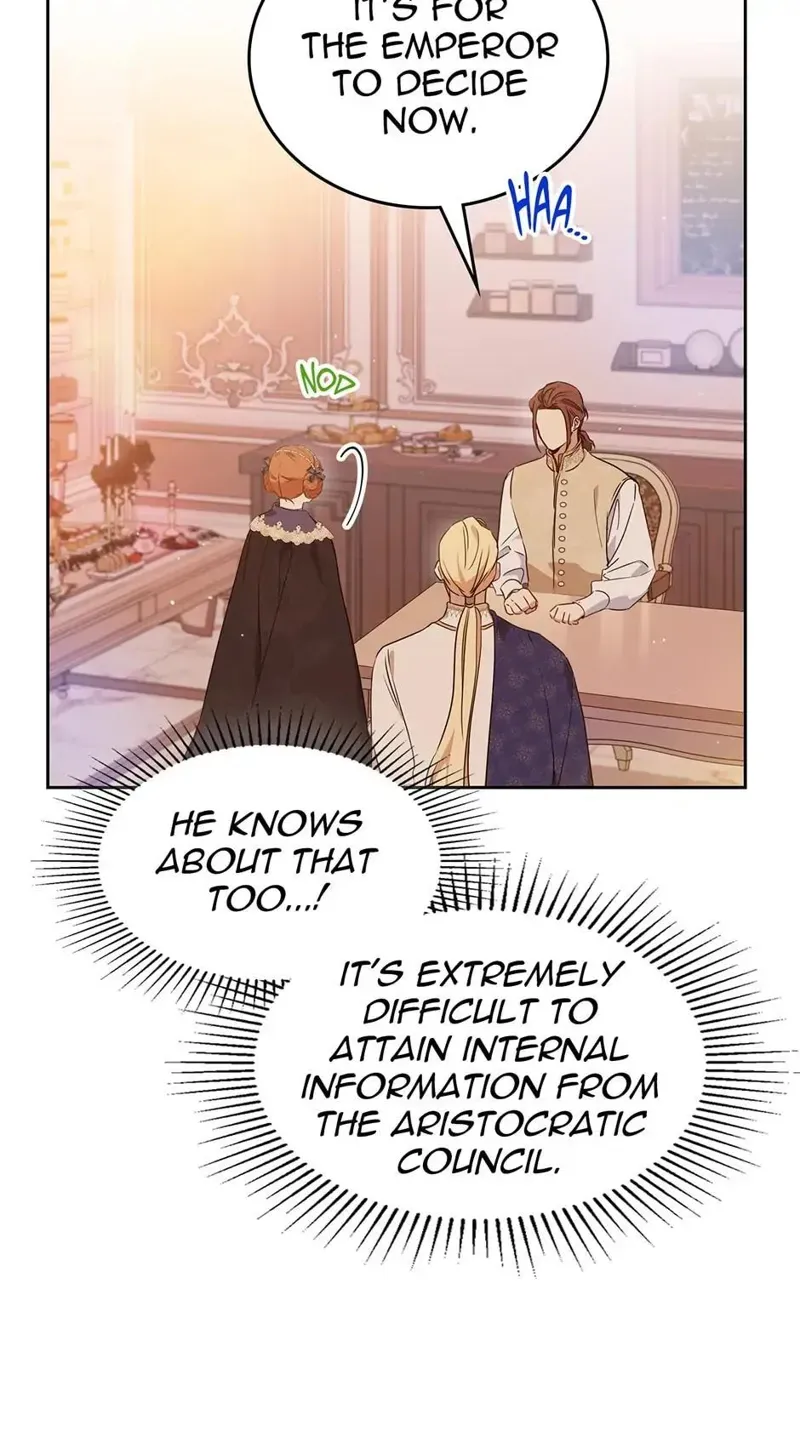 IT'S FOR
THE EMPEROR
TO DECIDE
NOW.
HAA...
NOD
HE KNOWS
ABOUT THAT
TOO...!
IT'S EXTREMELY
DIFFICULT TO
ATTAIN INTERNAL
INFORMATION FROM
THE ARISTOCRATIC
COUNCIL.